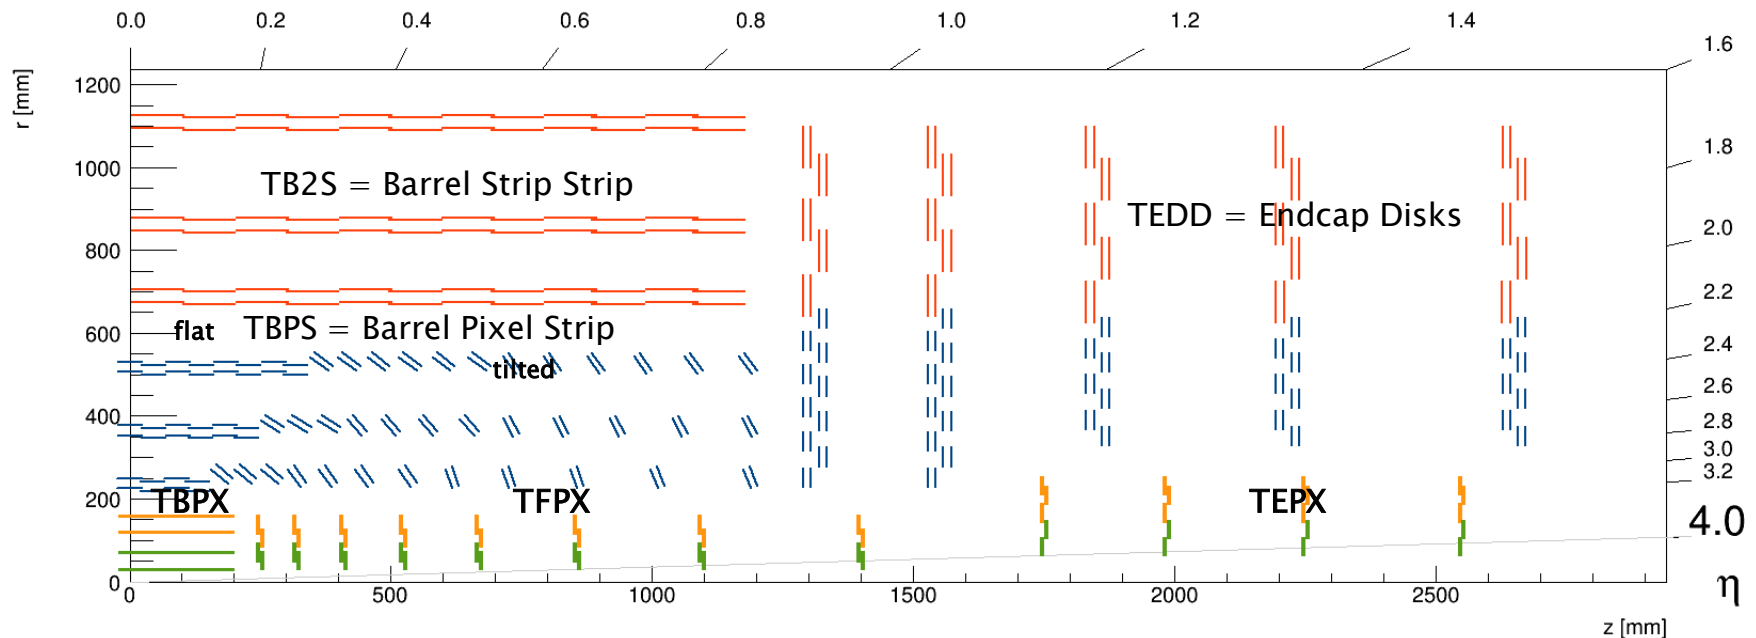 0.0 0.2 0.4 0.6 0.8 1.0 1.2 1.4 1.6
r [mm]
1200
1000
800
600
400
200
0
TB2S = Barrel Strip Strip
TEDD = Endcap Disks
flat TBPS = Barrel Pixel Strip
tilted
TBPX TFPX TEPX
1.8
2.0
2.2
2.4
2.6
2.8
3.0
3.2
4.0
η
0 500 1000 1500 2000 2500
z [mm]